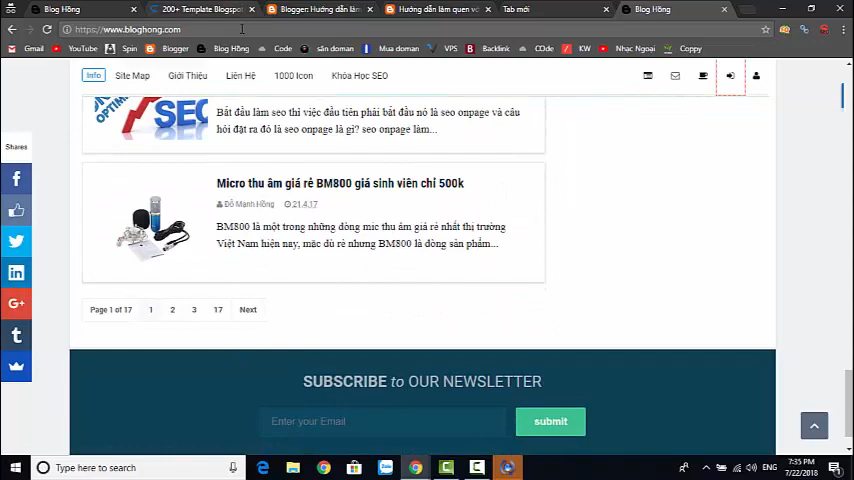 Blog Hồng
200+ Template Blogspo
Blogger: Hướng dẫn làm
Hướng dẫn làm quen vớ
Tab mới
Blog Hồng
https://www.bloghong.com
Gmail
YouTube
Spin
Blogger
Blog Hồng
Code
săn doman
Mua doman
VPS
Backlink
COde
KW
Nhạc Ngoại
Coppy
Info
Site Map
Giới Thiệu
Liên Hệ
1000 Icon
Khóa Học SEO
OPTIM
SEO
Bắt đầu làm seo thì việc đầu tiên phải bắt đầu nó là seo onpage và câu
hỏi đặt ra đó là seo onpage là gì? seo onpage làm...
Shares
Micro thu âm giá rẻ BM800 giá sinh viên chỉ 500k
Đỗ Mạnh Hồng
21.4.17
BM800 là một trong những dòng mic thu âm giá rẻ nhất thị trường
Việt Nam hiện nay, mặc dù rẻ nhưng BM800 là dòng sản phẩm...
Page 1 of 17
1
2
3
17
Next
SUBSCRIBE to OUR NEWSLETTER
Enter your Email
submit
Type here to search
ENG
7:35 PM
7/22/2018